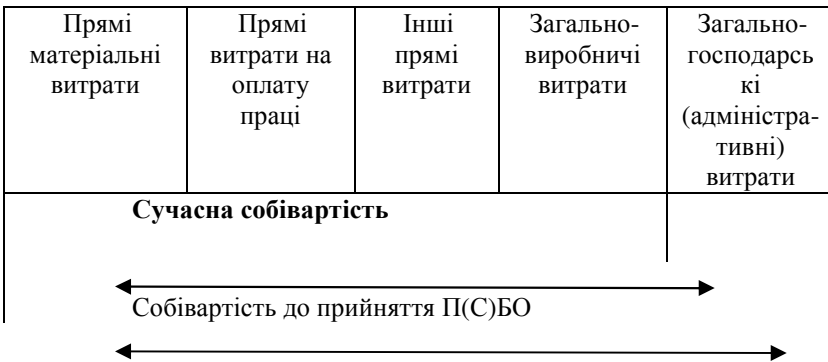 Прямі
матеріальні
витрати
Прямі
витрати на
оплату
праці
Інші
прямі
витрати
Загально-
виробничі
витрати
Загально-
господарсь
кі
(адміністра-
тивні)
витрати
Сучасна собівартість
Собівартість до прийняття П(С)БО